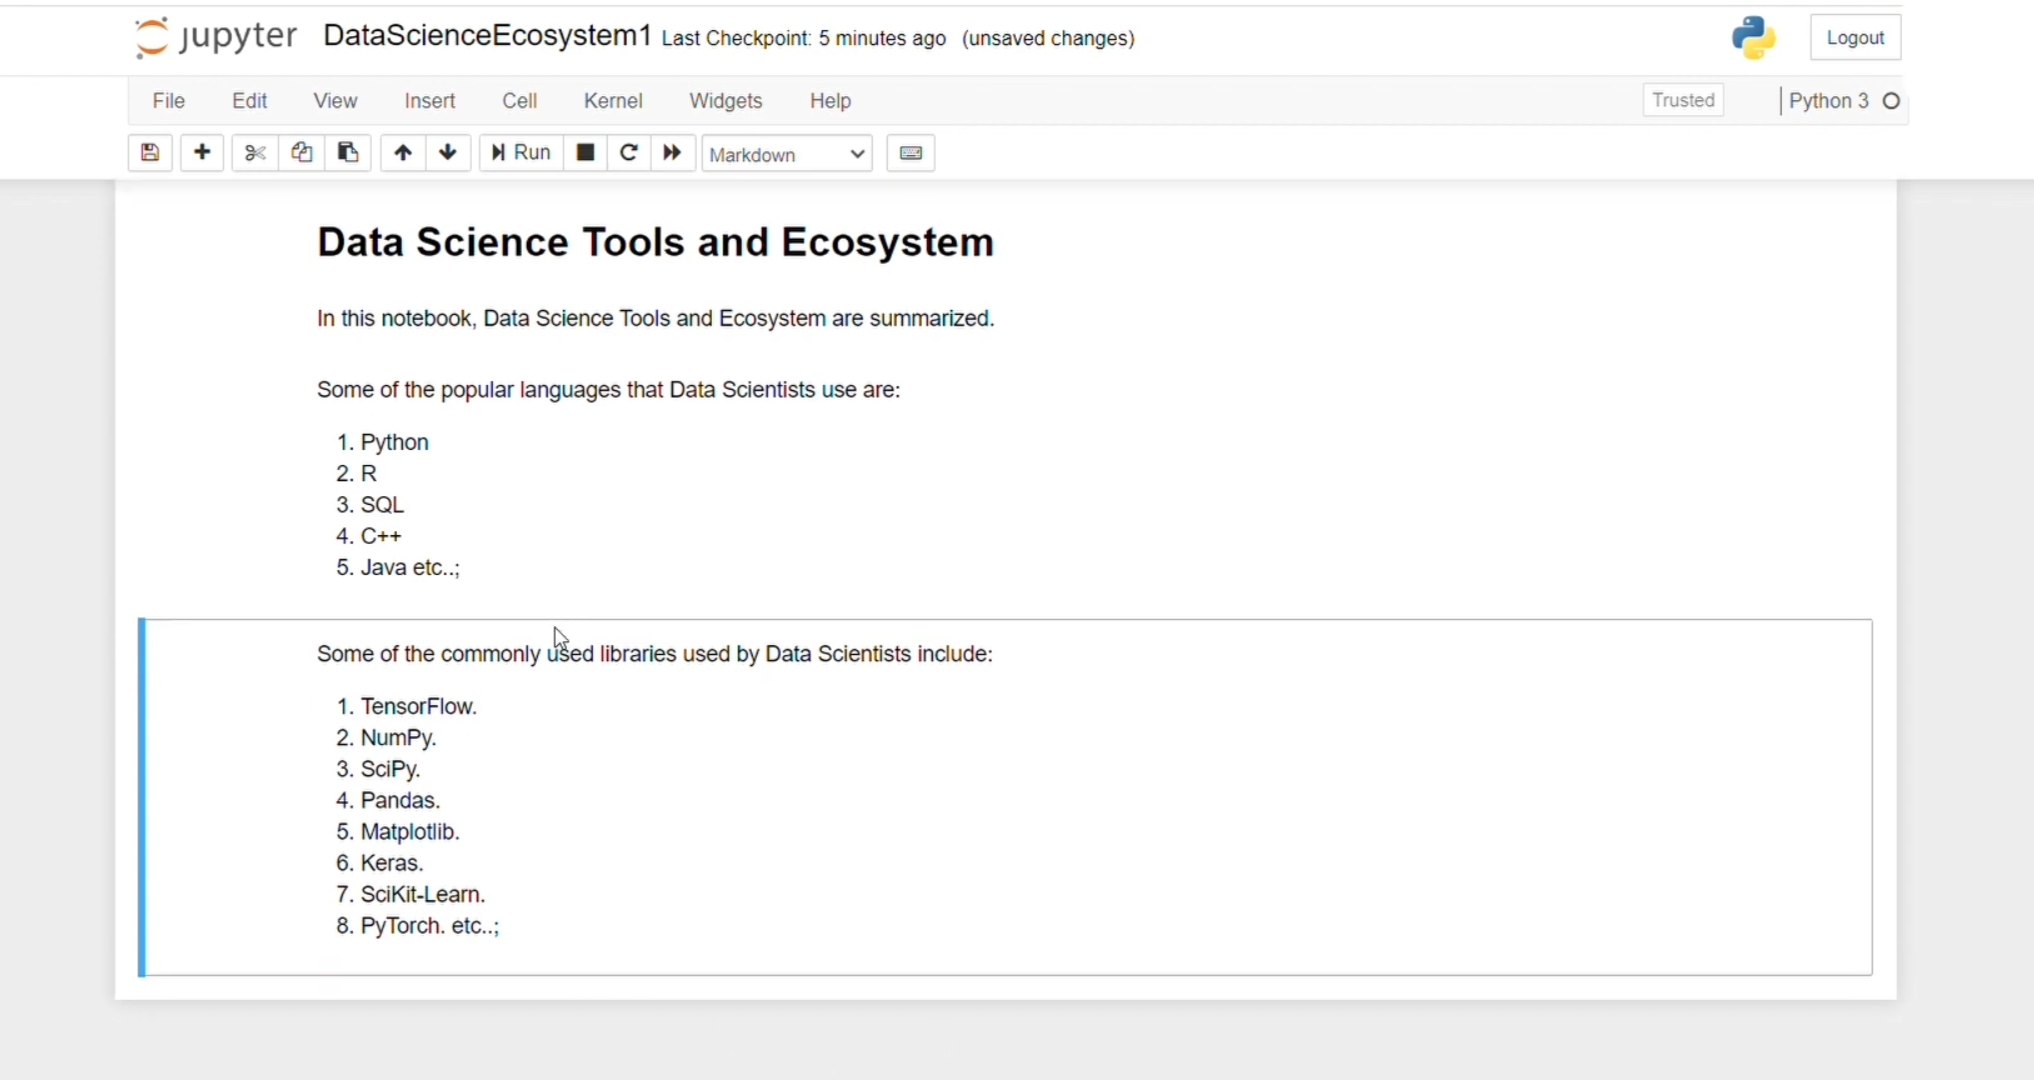 jupyter DataScienceEcosystem1 Last Checkpoint: 5 minutes ago (unsaved changes) Logout
File Edit View Insert Cell Kernel Widgets Help Trusted Python 3
Run Markdown
Data Science Tools and Ecosystem
In this notebook, Data Science Tools and Ecosystem are summarized.
Some of the popular languages that Data Scientists use are:
1. Python
2. R
3. SQL
4. C++
5. Java etc..;
Some of the commonly used libraries used by Data Scientists include:
1. TensorFlow.
2. NumPy.
3. SciPy.
4. Pandas.
5. Matplotlib.
6. Keras.
7. SciKit-Learn.
8. PyTorch. etc..;